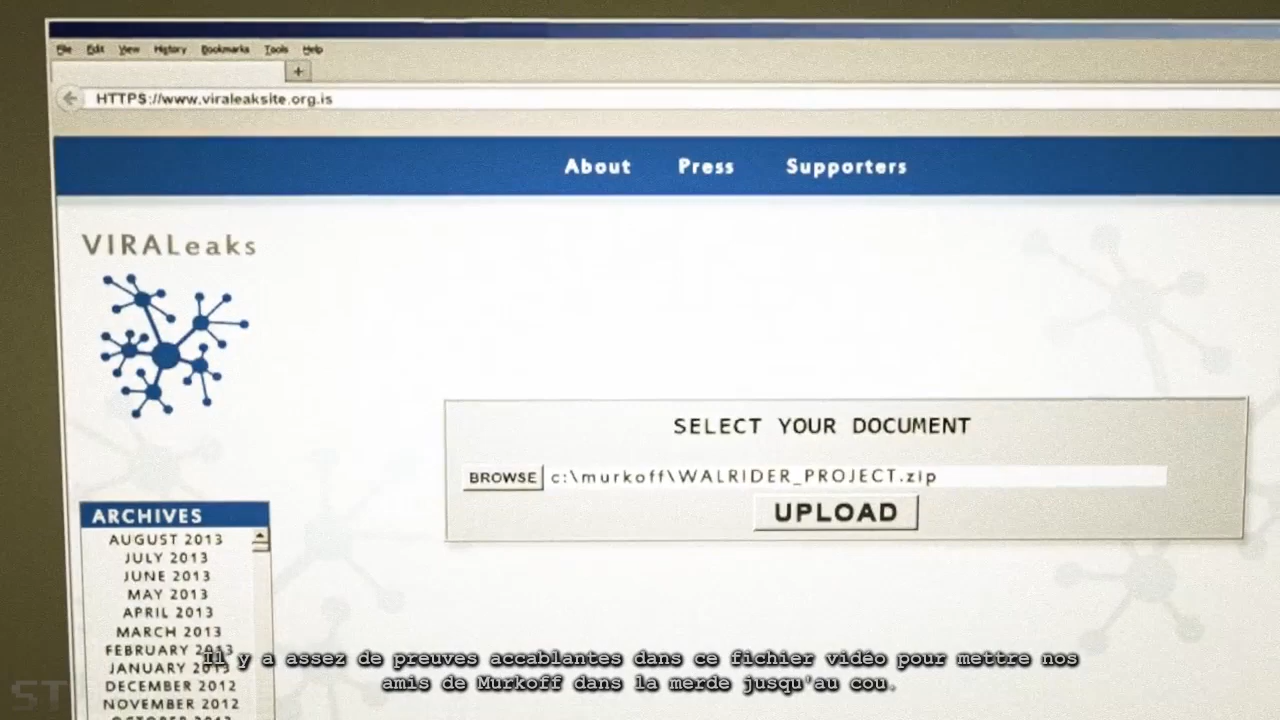 File Edit View History Bookmarks Tools Help
+
HTTPS://www.viraleaksite.org.is
About Press Supporters
VIRALeaks
SELECT YOUR DOCUMENT
BROWSE c:\murkoff\WALRIDER_PROJECT.zip
UPLOAD
ARCHIVES
AUGUST 2013
JULY 2013
JUNE 2013
MAY 2013
APRIL 2013
MARCH 2013
FEBRUARY 2013
JANUARY 2013
DECEMBER 2012
NOVEMBER 2012
OCTOBER 2012
Il y a assez de preuves accablantes dans ce fichier vidéo pour mettre nos
amis de Murkoff dans la merde jusqu'au cou.